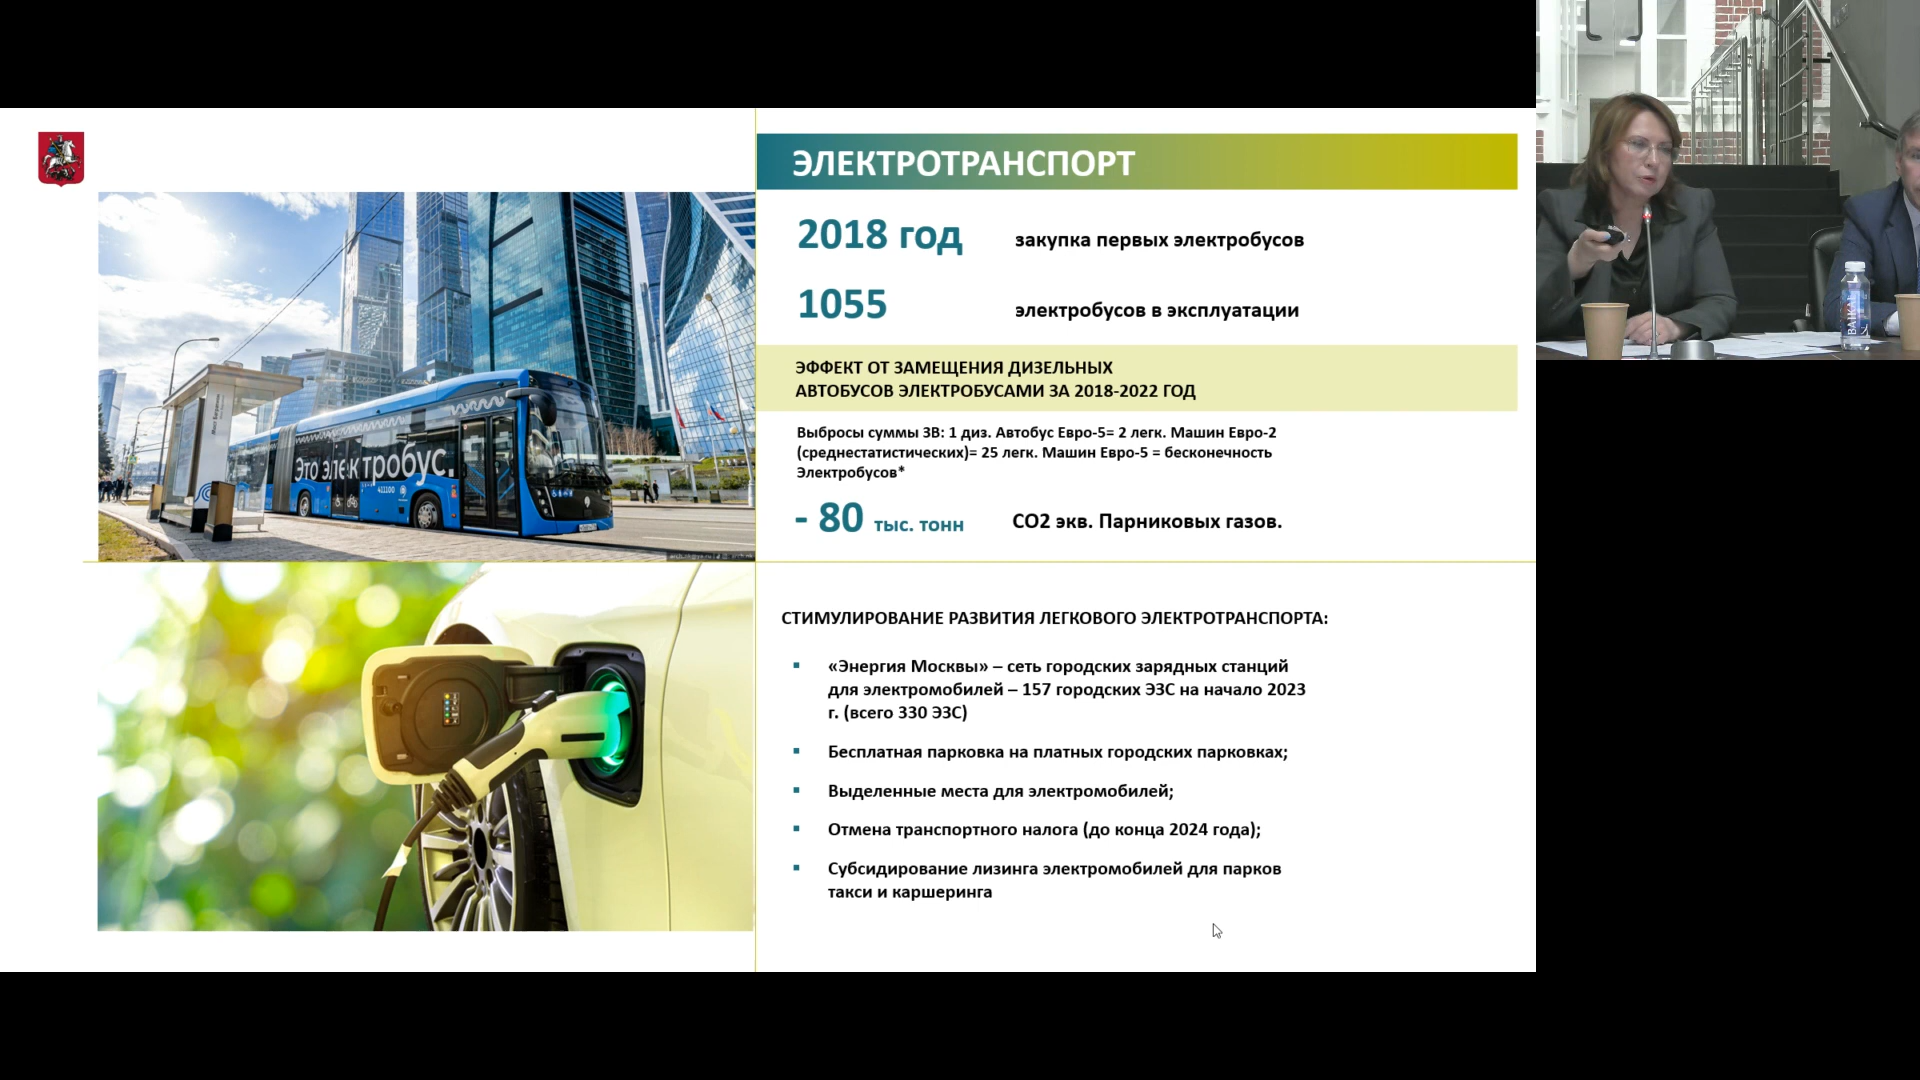 ЭЛЕКТРОТРАНСПОРТ
2018 год
закупка первых электробусов
1055
электробусов в эксплуатации
ЭФФЕКТ ОТ ЗАМЕЩЕНИЯ ДИЗЕЛЬНЫХ
АВТОБУСОВ ЭЛЕКТРОБУСАМИ ЗА 2018-2022 ГОД
Выбросы суммы ЗВ: 1 диз. Автобус Евро-5= 2 легк. Машин Евро-2
(среднестатистических)= 25 легк. Машин Евро-5 = бесконечность
Электробусов*
- 80 тыс. тонн
СО2 экв. Парниковых газов.
Это электробус.
СТИМУЛИРОВАНИЕ РАЗВИТИЯ ЛЕГКОВОГО ЭЛЕКТРОТРАНСПОРТА:
▪ «Энергия Москвы» – сеть городских зарядных станций
для электромобилей – 157 городских ЭЗС на начало 2023
г. (всего 330 ЭЗС)
▪ Бесплатная парковка на платных городских парковках;
▪ Выделенные места для электромобилей;
▪ Отмена транспортного налога (до конца 2024 года);
▪ Субсидирование лизинга электромобилей для парков
такси и каршеринга